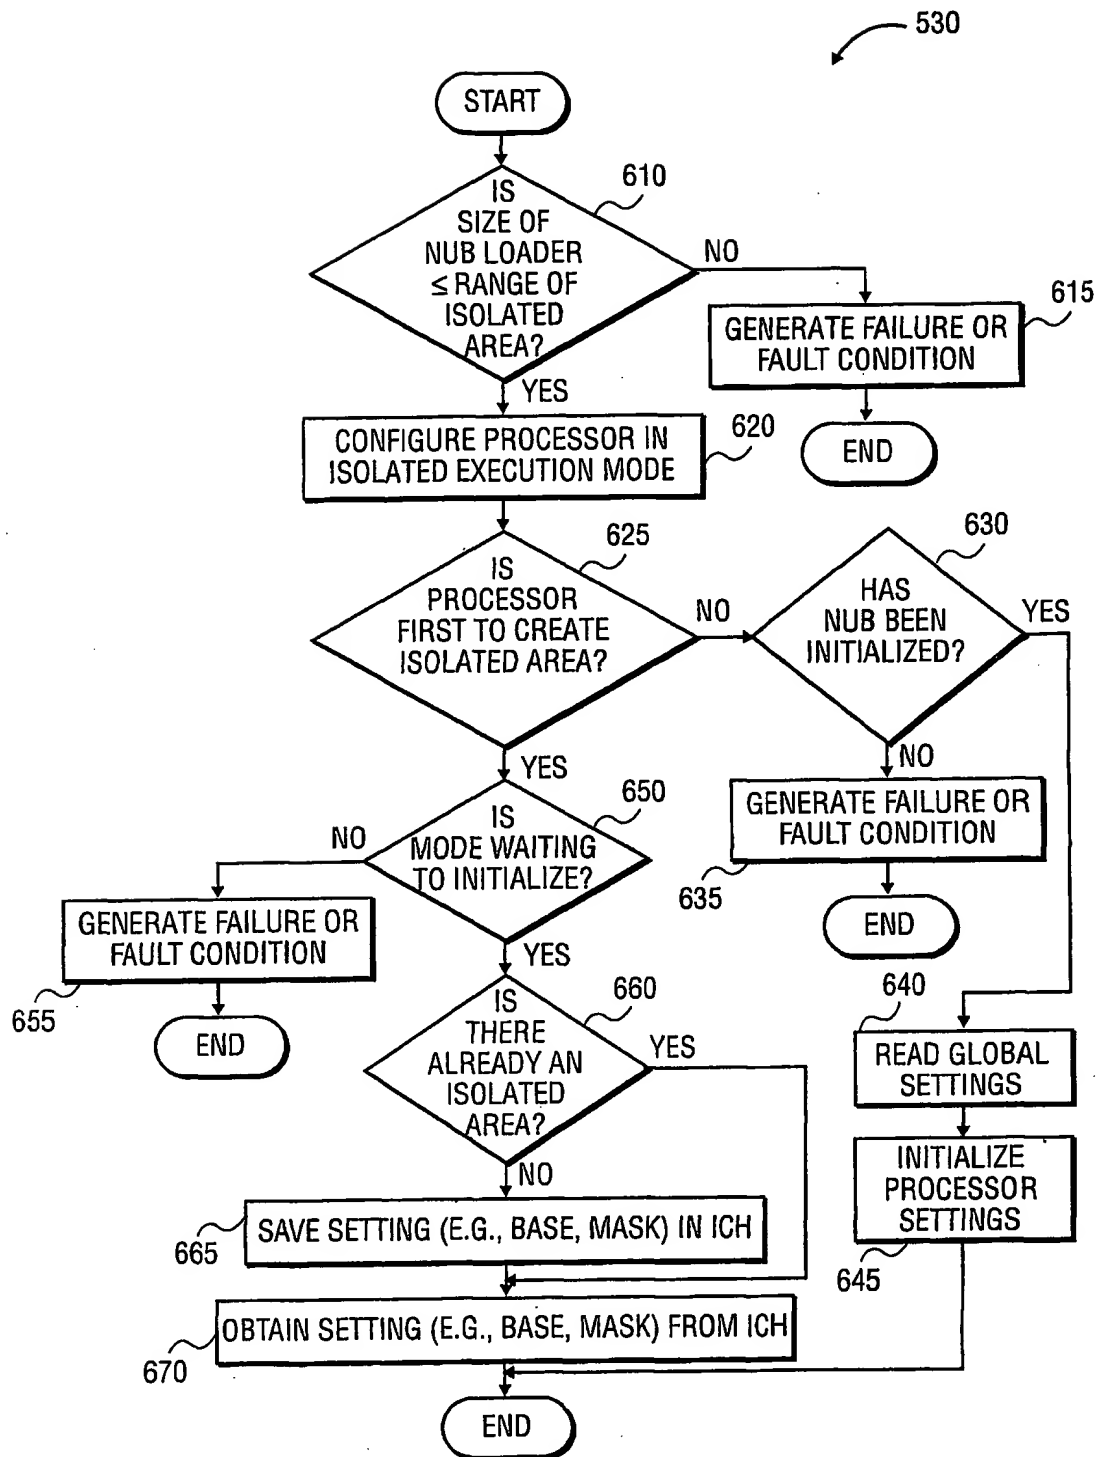 530
START
610
IS
SIZE OF
NUB LOADER
≤ RANGE OF
ISOLATED
AREA?
NO
YES
615
GENERATE FAILURE OR
FAULT CONDITION
END
620
CONFIGURE PROCESSOR IN
ISOLATED EXECUTION MODE
625
IS
PROCESSOR
FIRST TO CREATE
ISOLATED AREA?
NO
YES
630
HAS
NUB BEEN
INITIALIZED?
YES
NO
GENERATE FAILURE OR
FAULT CONDITION
635
END
650
IS
MODE WAITING
TO INITIALIZE?
NO
YES
GENERATE FAILURE OR
FAULT CONDITION
655
END
660
IS
THERE
ALREADY AN
ISOLATED
AREA?
YES
NO
640
READ GLOBAL
SETTINGS
INITIALIZE
PROCESSOR
SETTINGS
645
SAVE SETTING (E.G., BASE, MASK) IN ICH
665
OBTAIN SETTING (E.G., BASE, MASK) FROM ICH
670
END